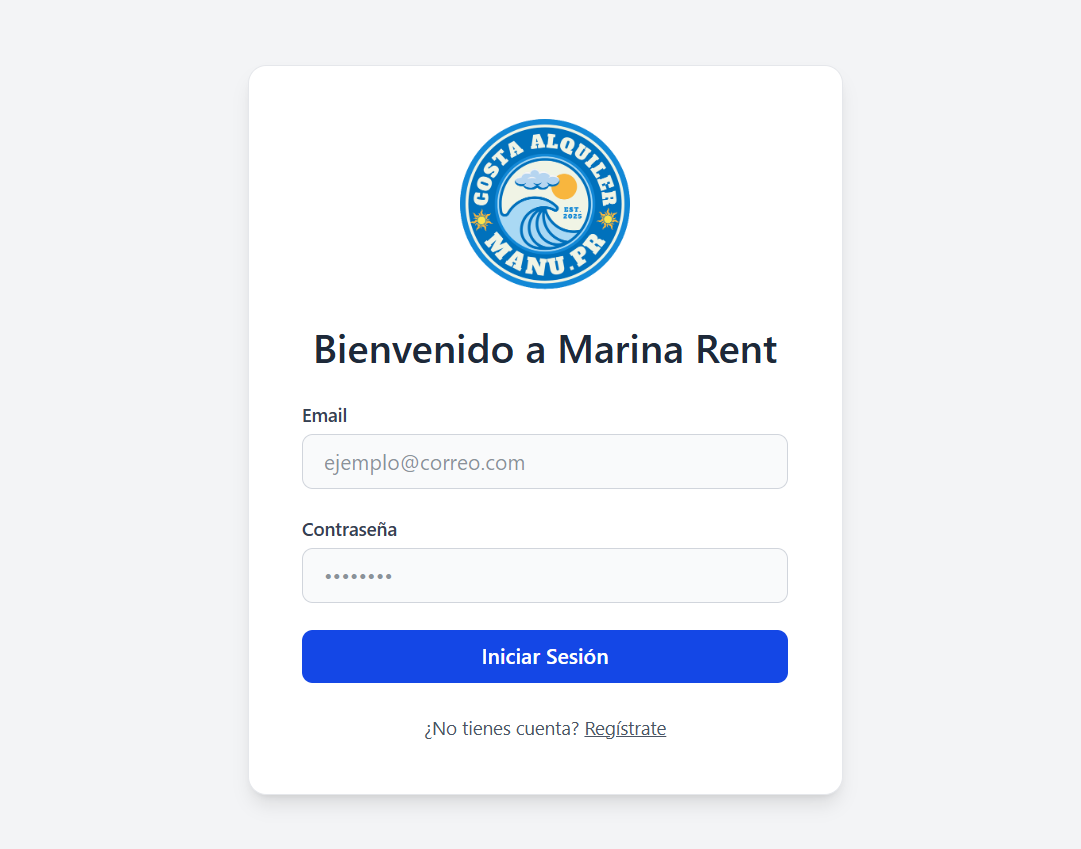 COSTA ALQUILER
EST.
2025
MANU.PR
Bienvenido a Marina Rent
Email
ejemplo@correo.com
Contraseña
••••••••
Iniciar Sesión
¿No tienes cuenta? Regístrate